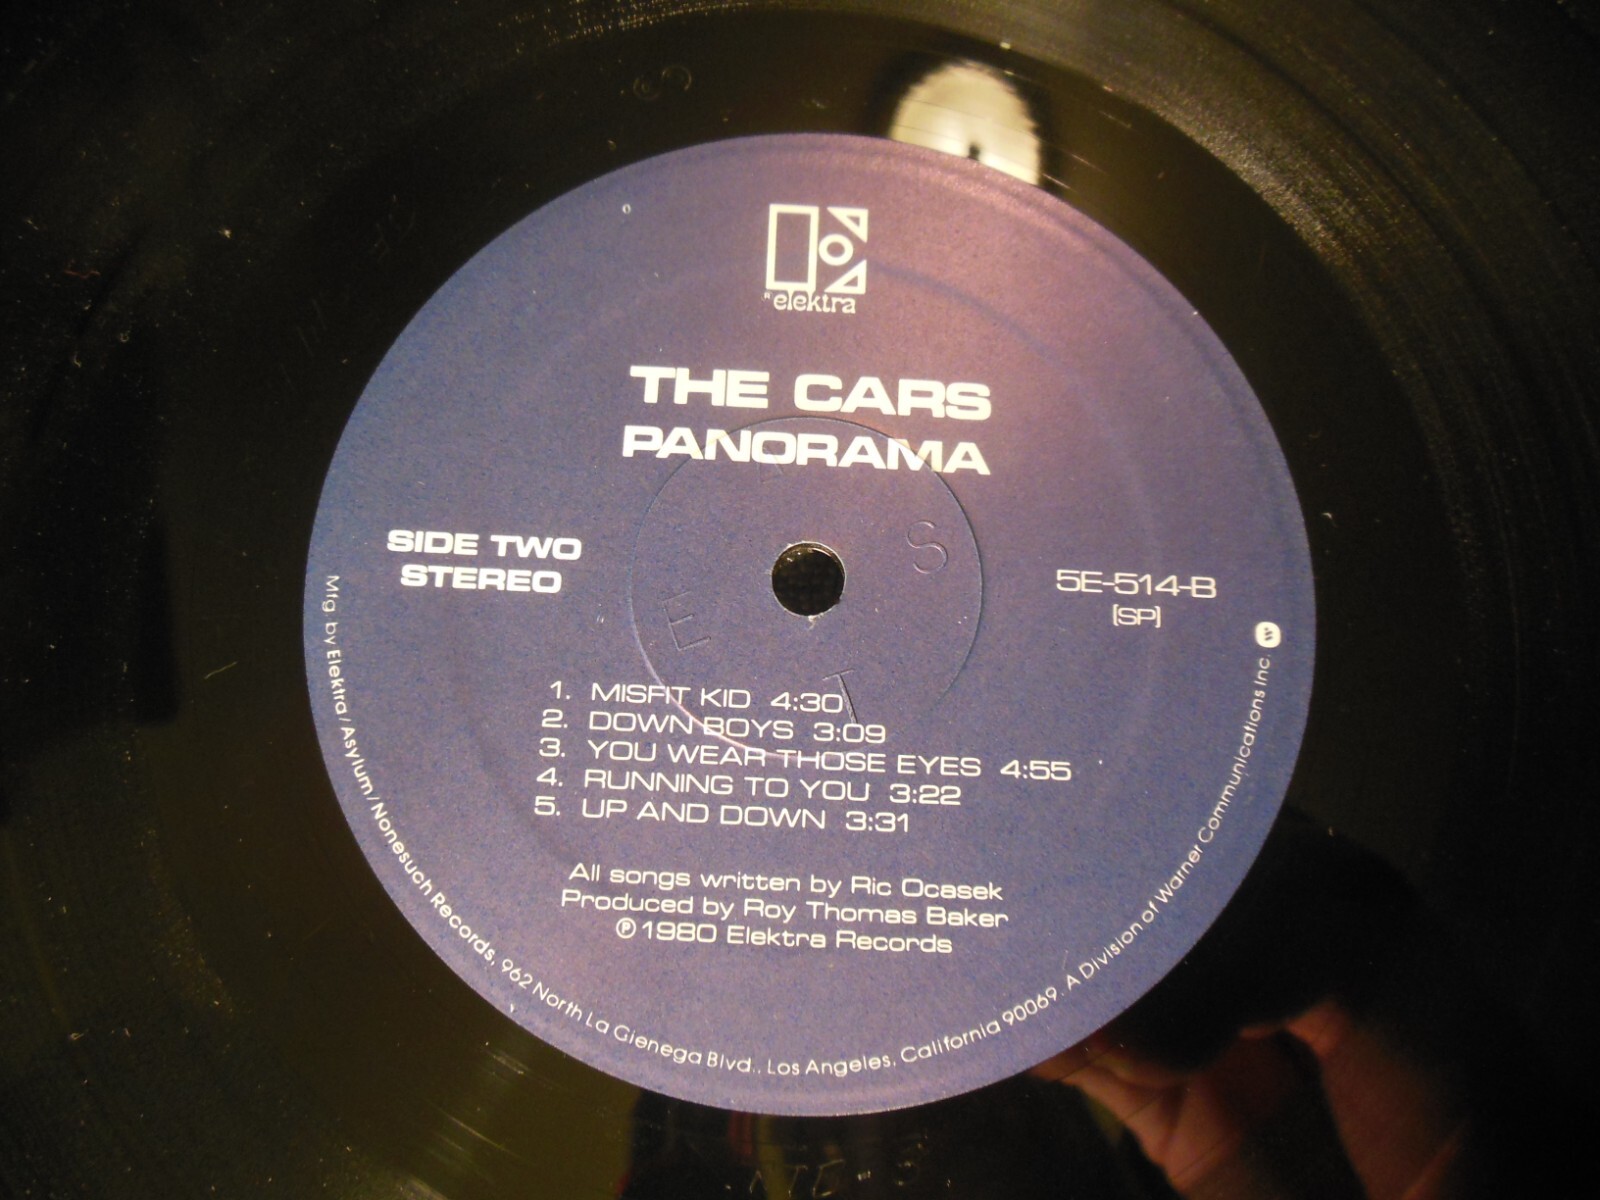 elektra
THE CARS
PANORAMA
SIDE TWO
STEREO
5E-514-B
[SP]
1. MISFIT KID 4:30
2. DOWN BOYS 3:09
3. YOU WEAR THOSE EYES 4:55
4. RUNNING TO YOU 3:22
5. UP AND DOWN 3:31
All songs written by Ric Ocasek
Produced by Roy Thomas Baker
℗ 1980 Elektra Records
Mfg. by Elektra / Asylum / Nonesuch Records, 962 North La Gienega Blvd., Los Angeles, California 90069. A Division of Warner Communications Inc.
S
E
T